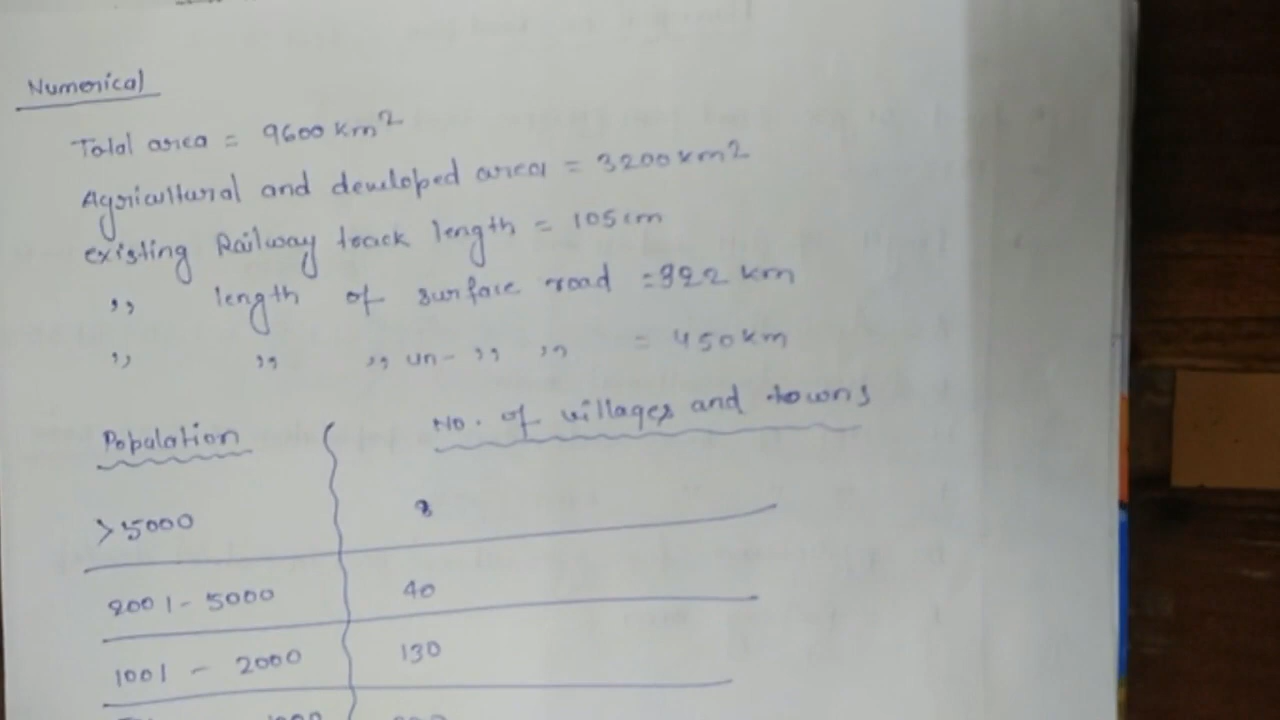 Numerical
Total area = 9600 km²
Agricultural and developed area = 3200 km²
existing Railway track length = 105 cm
,, length of surface road = 322 km
,, ,, ,, un- ,, ,, = 450 km
Population No. of villages and towns
>5000 8
2001 - 5000 40
1001 - 2000 130